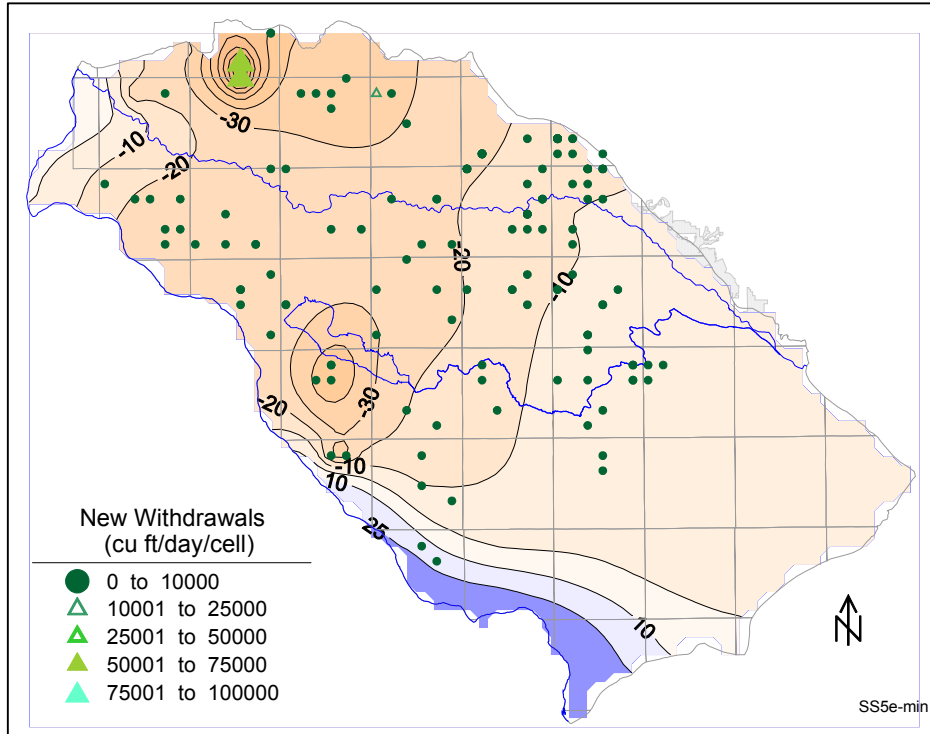 -30
-10
-20
-20
-10
-20
-30
-10
10
25
10
New Withdrawals
(cu ft/day/cell)
0 to 10000
10001 to 25000
25001 to 50000
50001 to 75000
75001 to 100000
N
SS5e-min